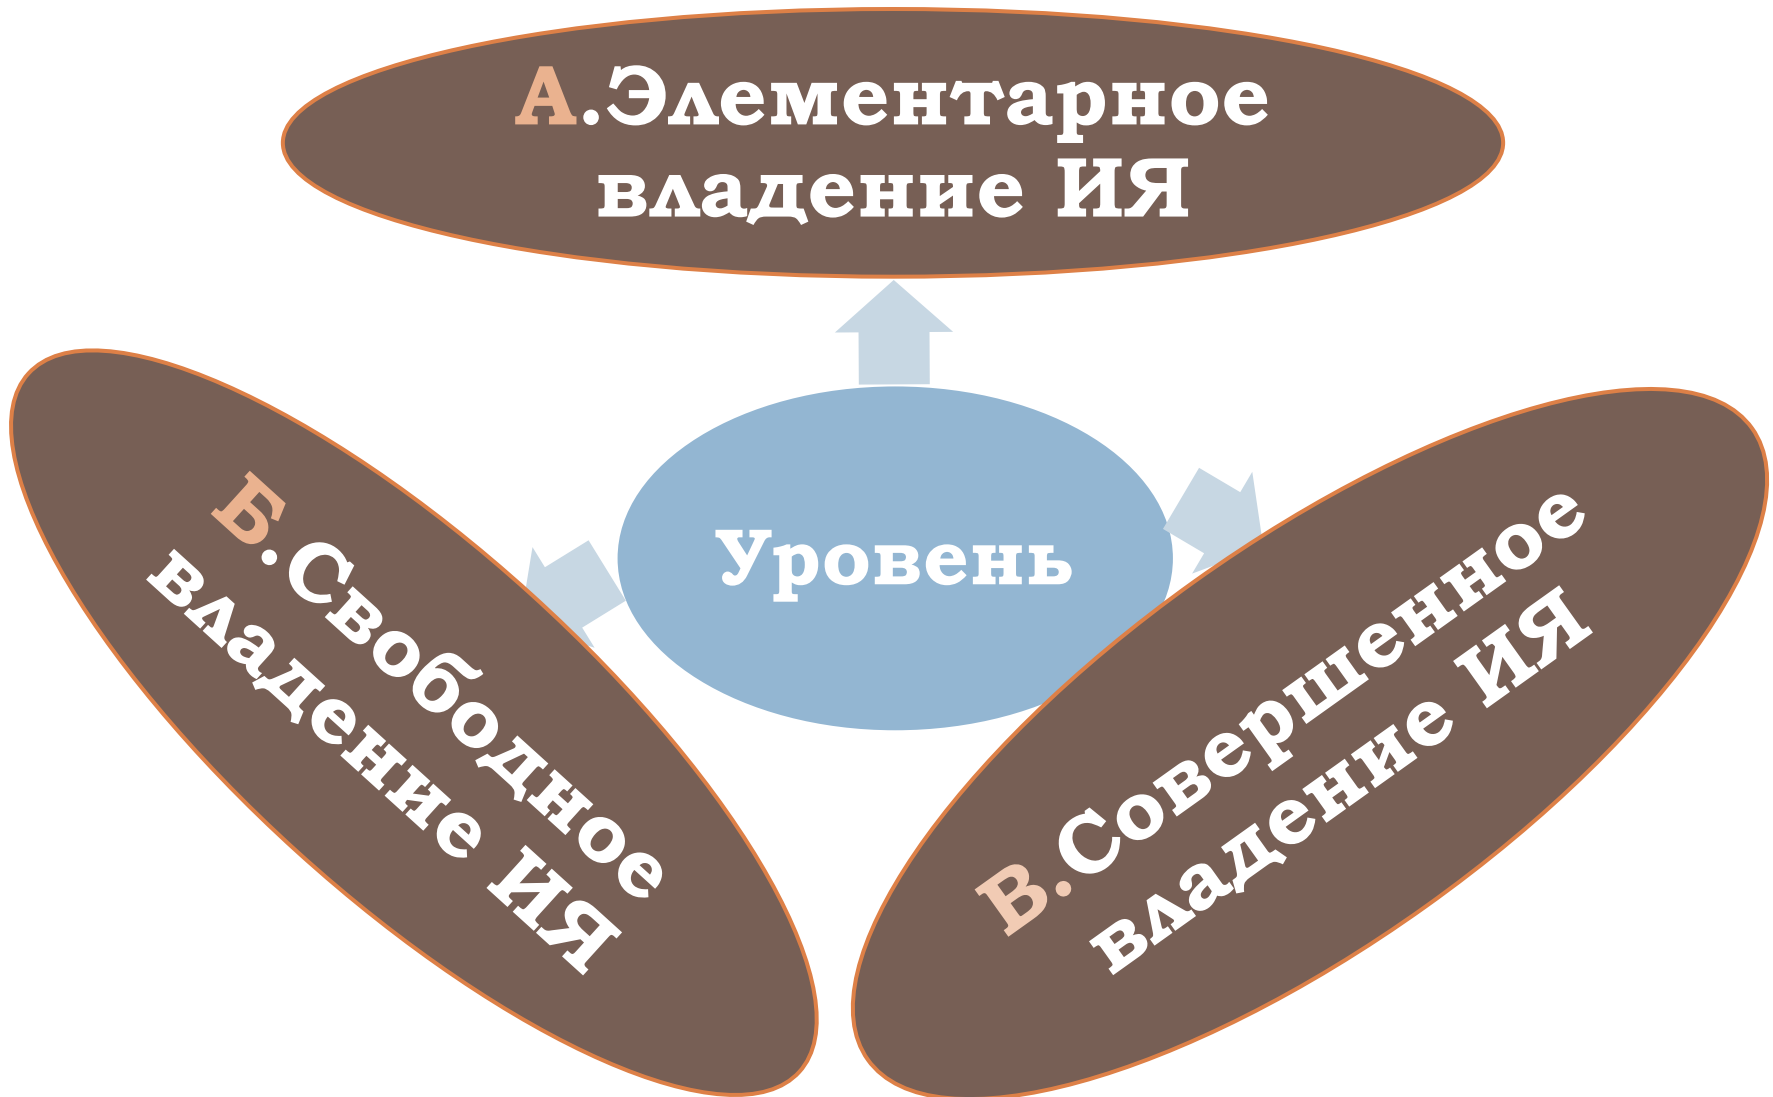 А.Элементарное
владение ИЯ
Уровень
Б.Свободное
владение ИЯ
В.Совершенное
владение ИЯ